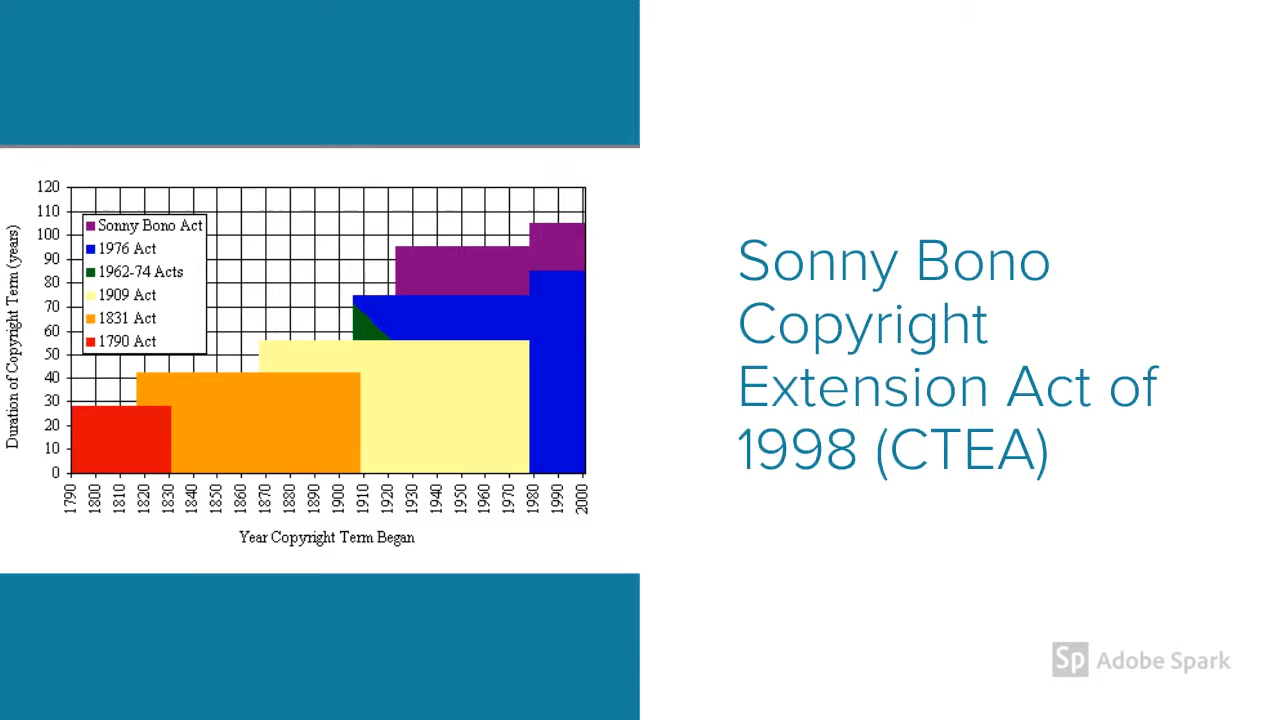 120
110
100
90
80
70
60
50
40
30
20
10
0
Duration of Copyright Term (years)
Sonny Bono Act
1976 Act
1962-74 Acts
1909 Act
1831 Act
1790 Act
1790
1800
1810
1820
1830
1840
1850
1860
1870
1880
1890
1900
1910
1920
1930
1940
1950
1960
1970
1980
1990
2000
Year Copyright Term Began
Sonny Bono
Copyright
Extension Act of
1998 (CTEA)
Sp Adobe Spark